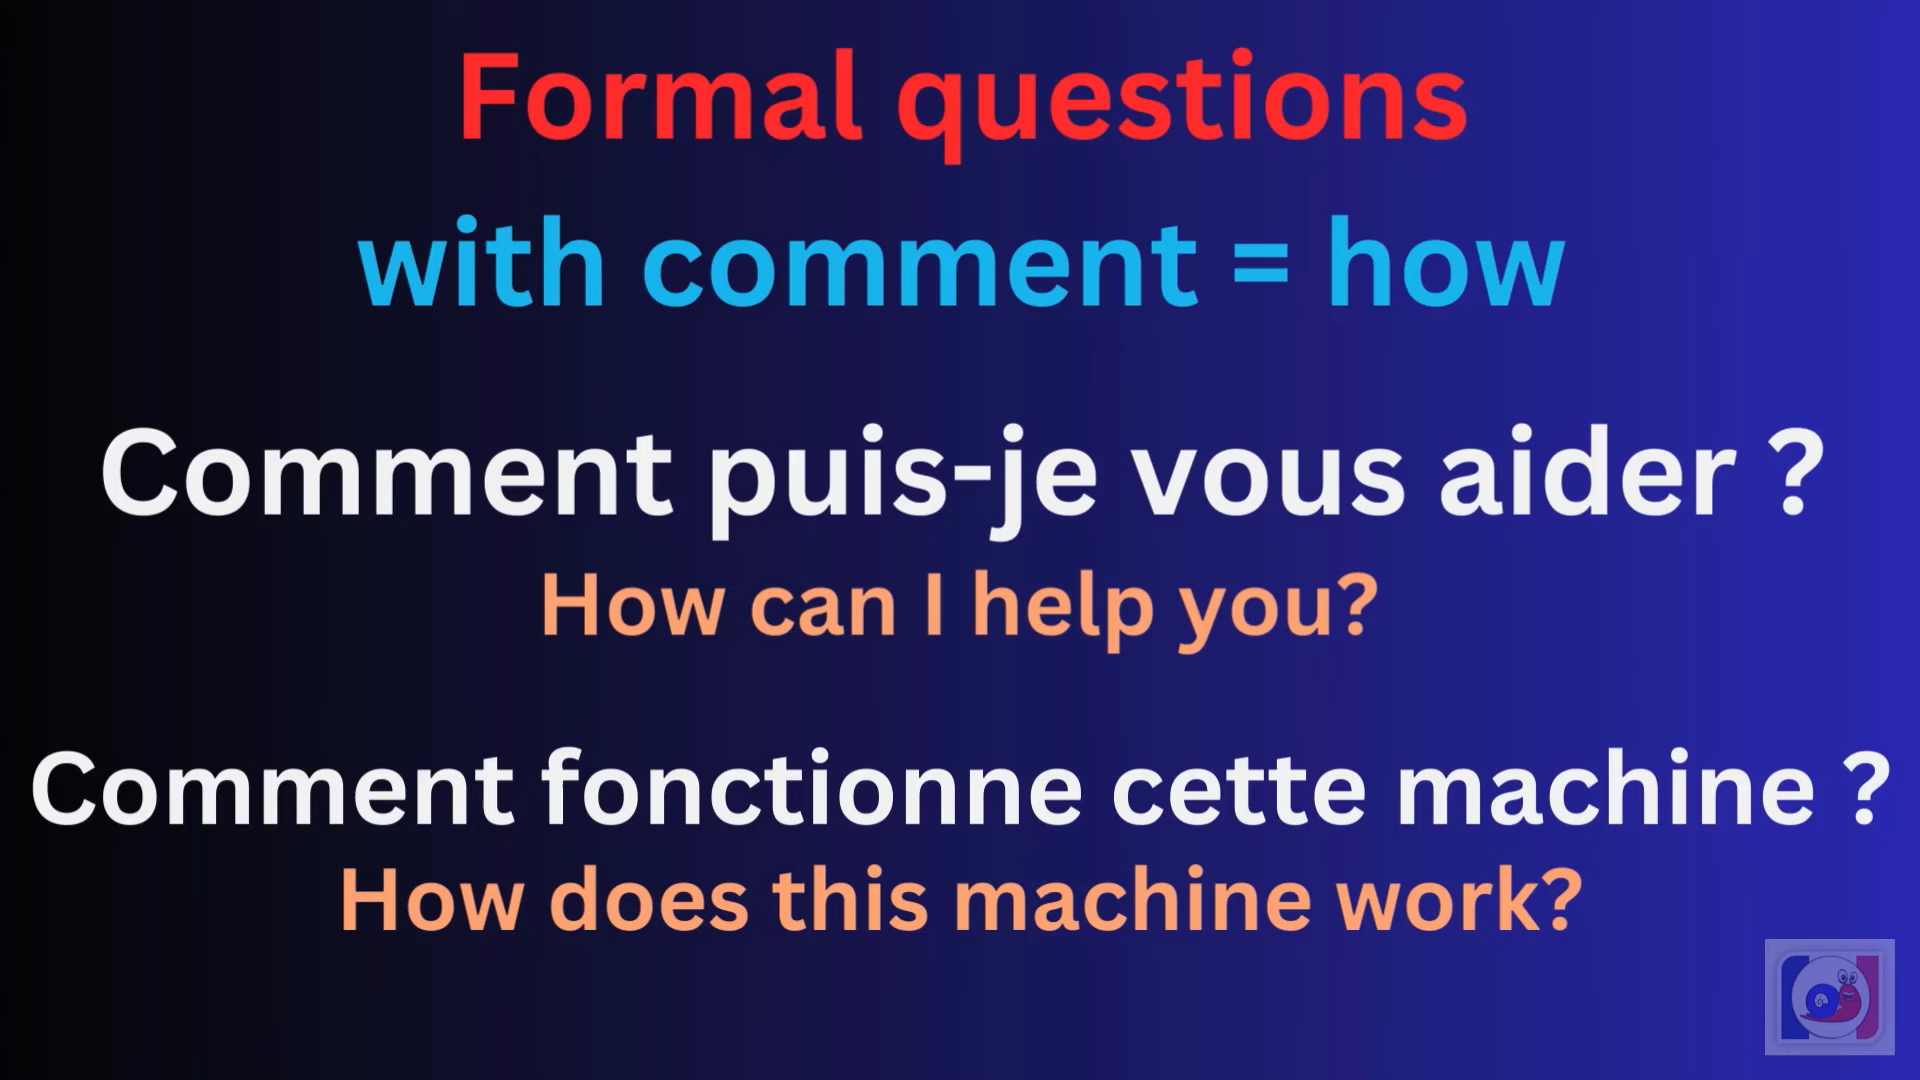 Formal questions
with comment = how
Comment puis-je vous aider ?
How can I help you?
Comment fonctionne cette machine ?
How does this machine work?